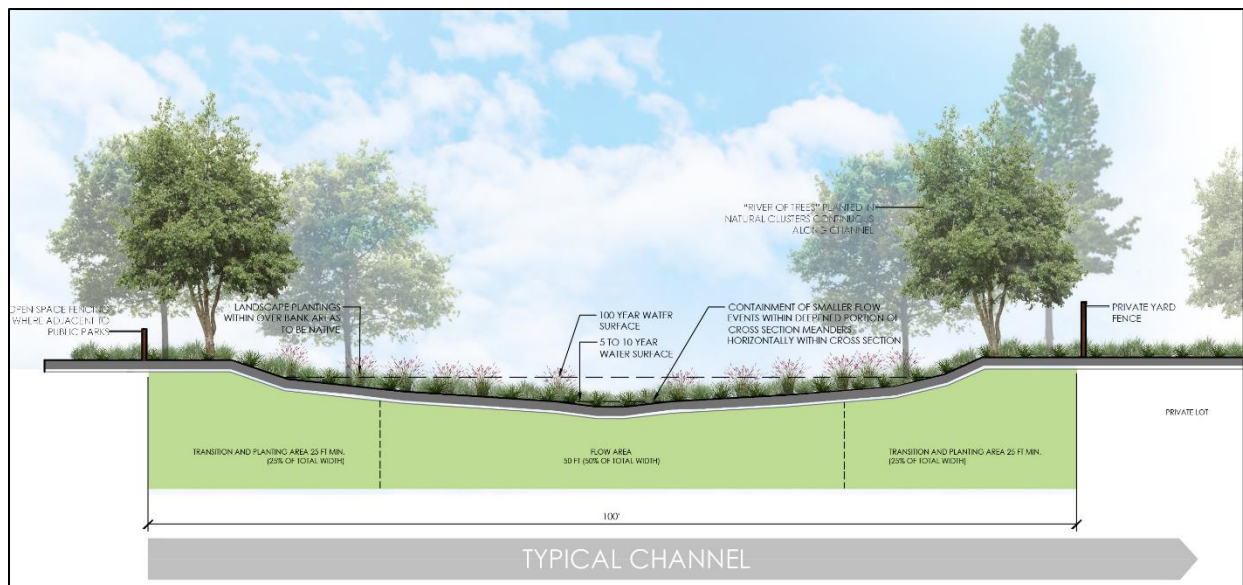 "RIVER OF TREES" PLANTED IN
NATURAL CLUSTERS CONTINUOUS
ALONG CHANNEL
OPEN SPACE FENCING
WHERE ADJACENT TO
PUBLIC PARKS
LANDSCAPE PLANTINGS
WITHIN OVER BANK AREAS
TO BE NATIVE
100 YEAR WATER
SURFACE
5 TO 10 YEAR
WATER SURFACE
CONTAINMENT OF SMALLER FLOW
EVENTS WITHIN DEEPENED PORTION OF
CROSS SECTION MEANDERS
HORIZONTALLY WITHIN CROSS SECTION
PRIVATE YARD
FENCE
PRIVATE LOT
TRANSITION AND PLANTING AREA 25 FT MIN.
(25% OF TOTAL WIDTH)
FLOW AREA
50 FT (50% OF TOTAL WIDTH)
TRANSITION AND PLANTING AREA 25 FT MIN.
(25% OF TOTAL WIDTH)
100'
TYPICAL CHANNEL